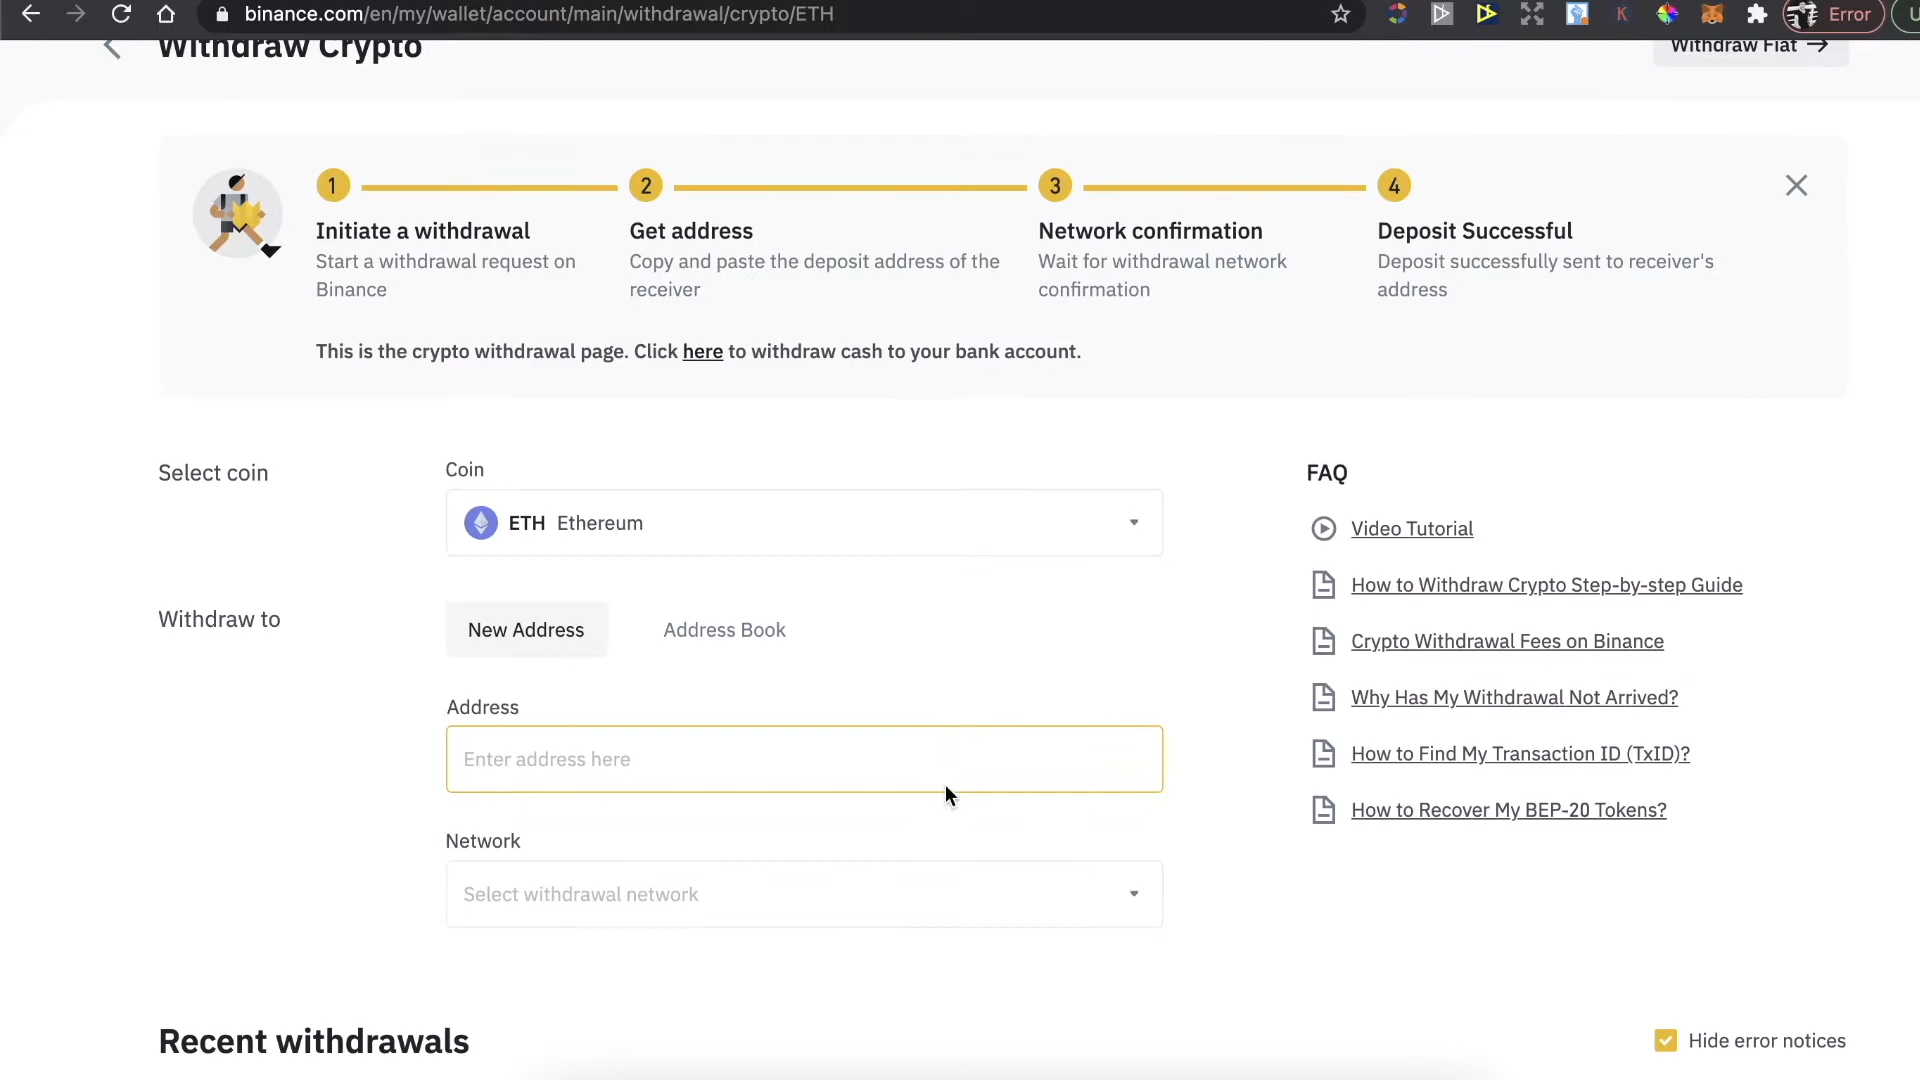 binance.com/en/my/wallet/account/main/withdrawal/crypto/ETH
K
Error
Withdraw Crypto
Withdraw Fiat →
1
2
3
4
Initiate a withdrawal
Start a withdrawal request on
Binance
Get address
Copy and paste the deposit address of the
receiver
Network confirmation
Wait for withdrawal network
confirmation
Deposit Successful
Deposit successfully sent to receiver's
address
This is the crypto withdrawal page. Click here to withdraw cash to your bank account.
Select coin
Coin
ETH Ethereum
Withdraw to
New Address
Address Book
Address
Enter address here
Network
Select withdrawal network
FAQ
Video Tutorial
How to Withdraw Crypto Step-by-step Guide
Crypto Withdrawal Fees on Binance
Why Has My Withdrawal Not Arrived?
How to Find My Transaction ID (TxID)?
How to Recover My BEP-20 Tokens?
Recent withdrawals
Hide error notices